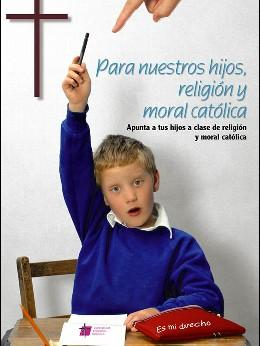 Para nuestros hijos,
religión y
moral católica
Apunta a tus hijos a clase de religión
y moral católica
Es mi derecho